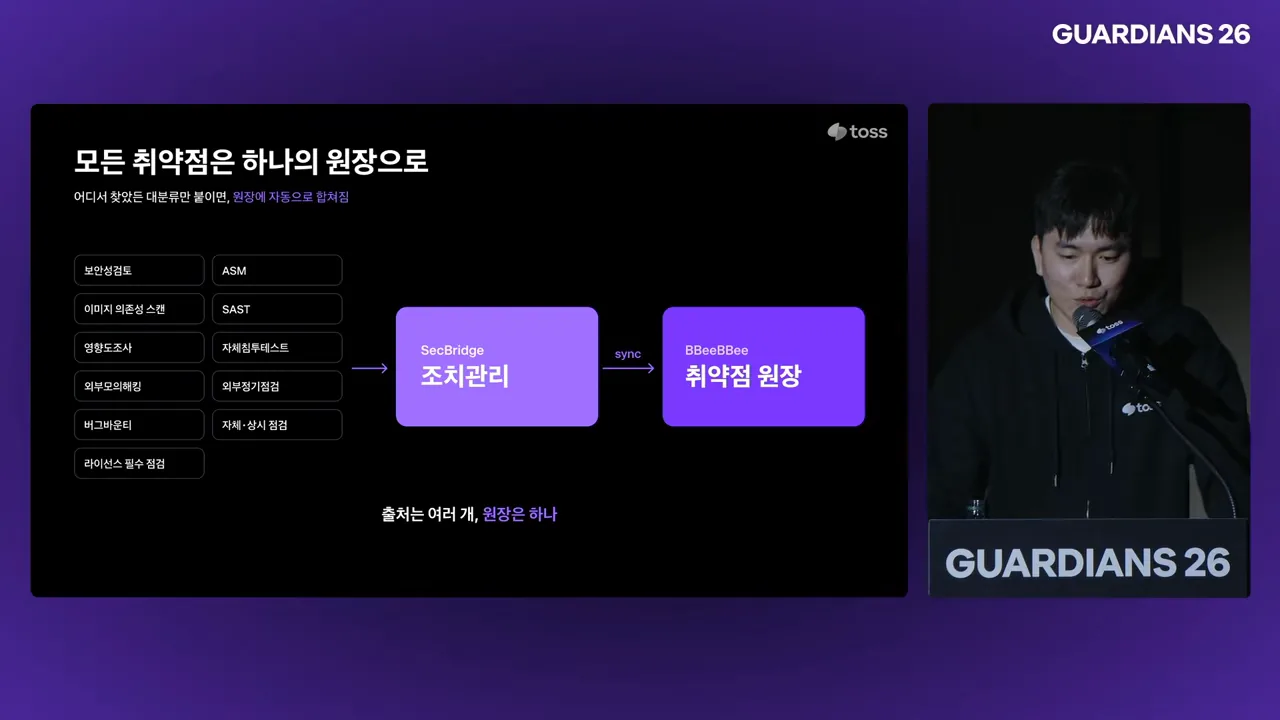 GUARDIANS 26
toss
모든 취약점은 하나의 원장으로
어디서 찾았든 대분류만 붙이면, 원장에 자동으로 합쳐짐
보안성검토
ASM
이미지 의존성 스캔
SAST
영향도조사
자체침투테스트
외부모의해킹
외부정기점검
버그바운티
자체·상시 점검
라이선스 필수 점검
SecBridge
조치관리
sync
BBeeBBee
취약점 원장
출처는 여러 개, 원장은 하나
toss
GUARDIANS 26